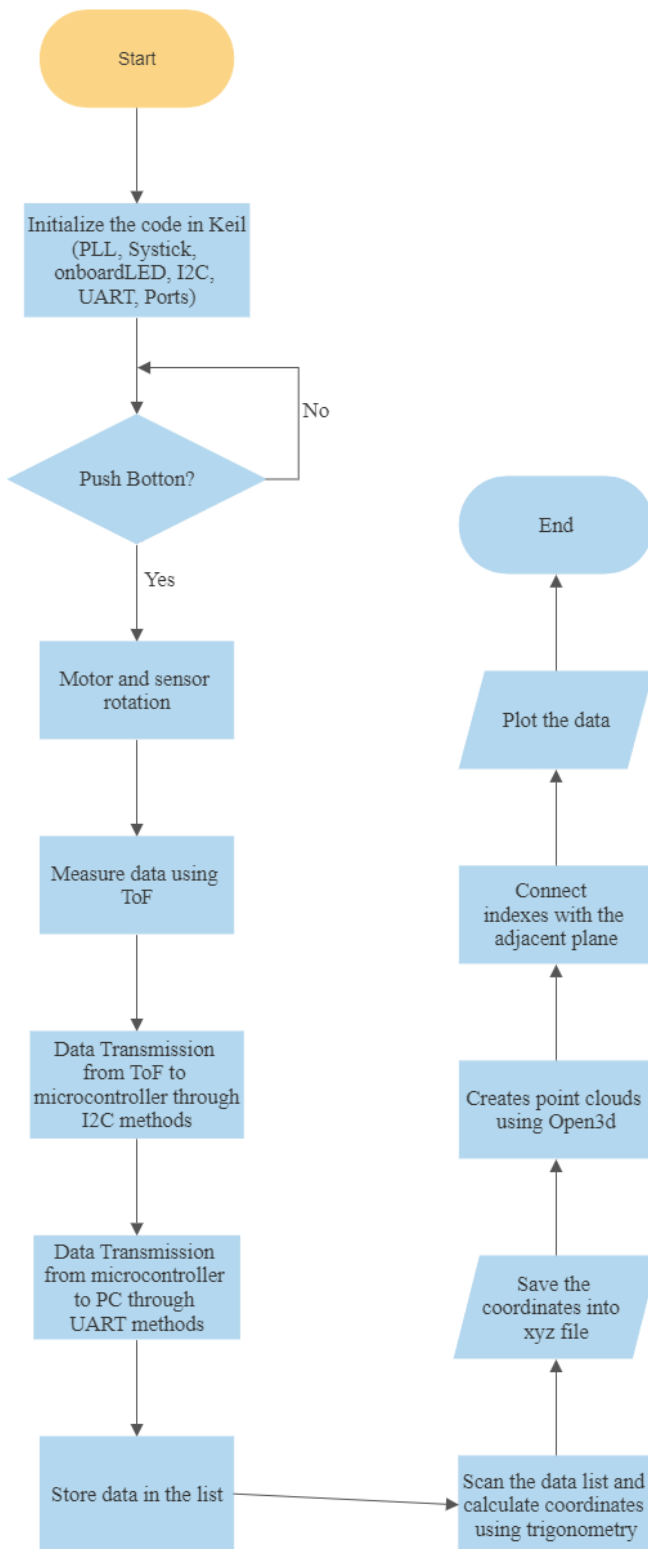 Start
Initialize the code in Keil
(PLL, Systick,
onboardLED, I2C,
UART, Ports)
No
Push Botton?
Yes
Motor and sensor
rotation
Measure data using
ToF
Data Transmission
from ToF to
microcontroller through
I2C methods
Data Transmission
from microcontroller
to PC through
UART methods
Store data in the list
Scan the data list and
calculate coordinates
using trigonometry
Save the
coordinates into
xyz file
Creates point clouds
using Open3d
Connect
indexes with the
adjacent plane
Plot the data
End